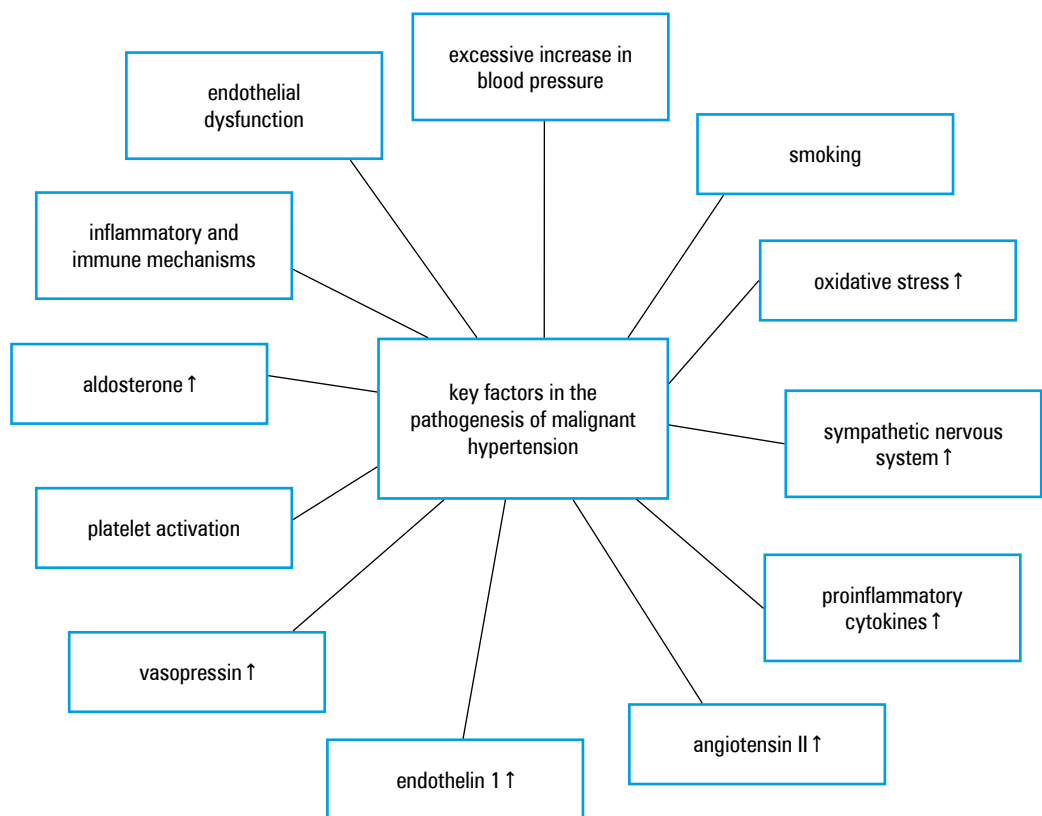 excessive increase in
blood pressure
endothelial
dysfunction
smoking
inflammatory and
immune mechanisms
oxidative stress ↑
aldosterone ↑
key factors in the
pathogenesis of malignant
hypertension
sympathetic nervous
system ↑
platelet activation
proinflammatory
cytokines ↑
vasopressin ↑
angiotensin II ↑
endothelin 1 ↑